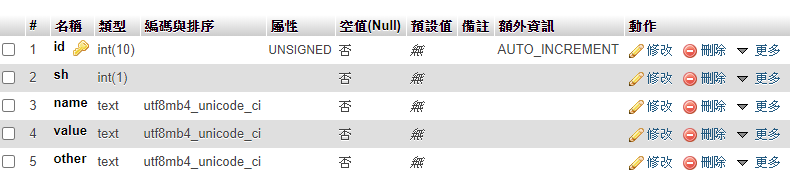 # 名稱 類型 編碼與排序 屬性 空值(Null) 預設值 備註 額外資訊 動作
1 id int(10) UNSIGNED 否 無 AUTO_INCREMENT 修改 刪除 更多
2 sh int(1) 否 無 修改 刪除 更多
3 name text utf8mb4_unicode_ci 否 無 修改 刪除 更多
4 value text utf8mb4_unicode_ci 否 無 修改 刪除 更多
5 other text utf8mb4_unicode_ci 否 無 修改 刪除 更多